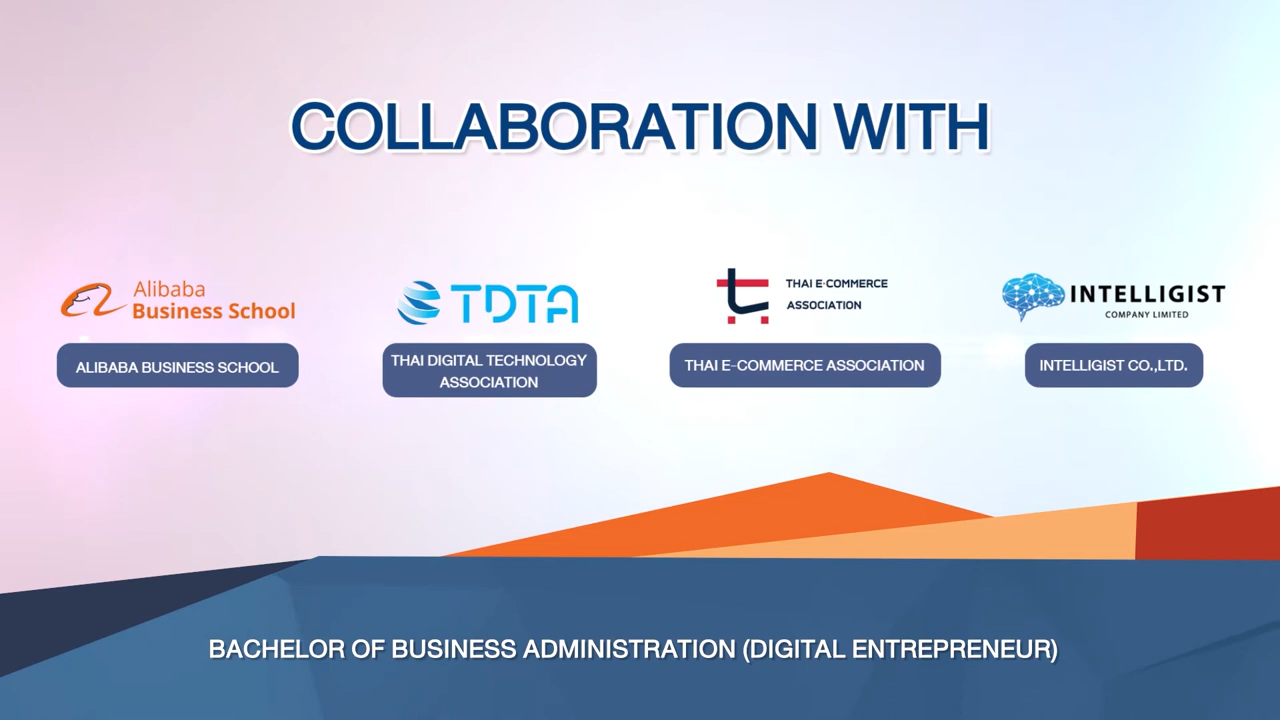 COLLABORATION WITH
Alibaba
Business School
TDTA
THAI E-COMMERCE
ASSOCIATION
INTELLIGIST
COMPANY LIMITED
ALIBABA BUSINESS SCHOOL
THAI DIGITAL TECHNOLOGY
ASSOCIATION
THAI E-COMMERCE ASSOCIATION
INTELLIGIST CO.,LTD.
BACHELOR OF BUSINESS ADMINISTRATION (DIGITAL ENTREPRENEUR)